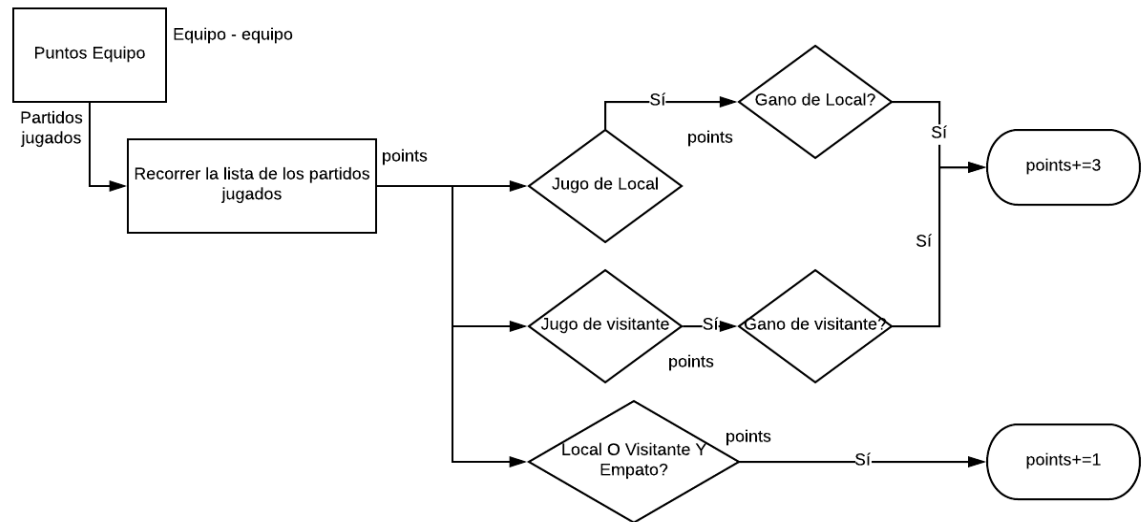 Puntos Equipo
Equipo - equipo
Partidos
jugados
Recorrer la lista de los partidos
jugados
points
Jugo de Local
Sí
points
Gano de Local?
Sí
points+=3
Jugo de visitante
Sí
points
Gano de visitante?
Sí
Local O Visitante Y
Empato?
points
Sí
points+=1